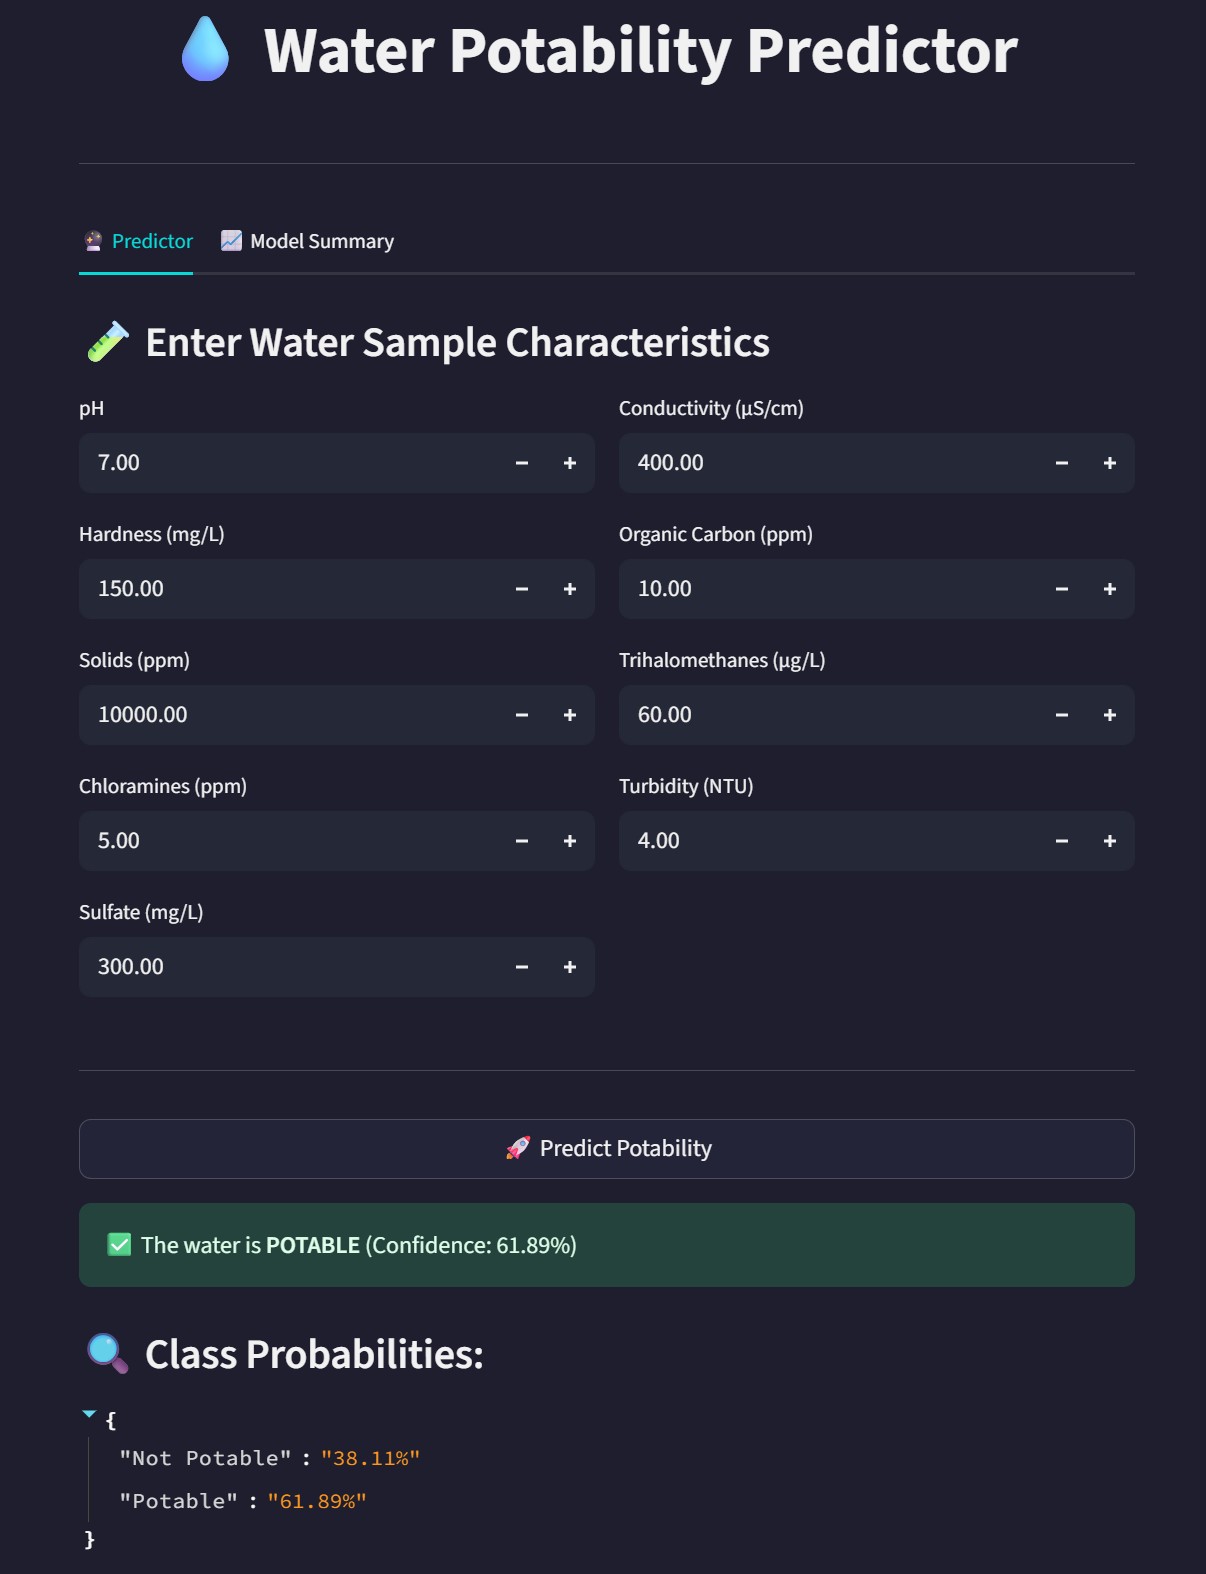 Water Potability Predictor
Predictor
Model Summary
Enter Water Sample Characteristics
pH
7.00
Conductivity (μS/cm)
400.00
Hardness (mg/L)
150.00
Organic Carbon (ppm)
10.00
Solids (ppm)
10000.00
Trihalomethanes (μg/L)
60.00
Chloramines (ppm)
5.00
Turbidity (NTU)
4.00
Sulfate (mg/L)
300.00
Predict Potability
The water is POTABLE (Confidence: 61.89%)
Class Probabilities:
{
"Not Potable" : "38.11%"
"Potable" : "61.89%"
}